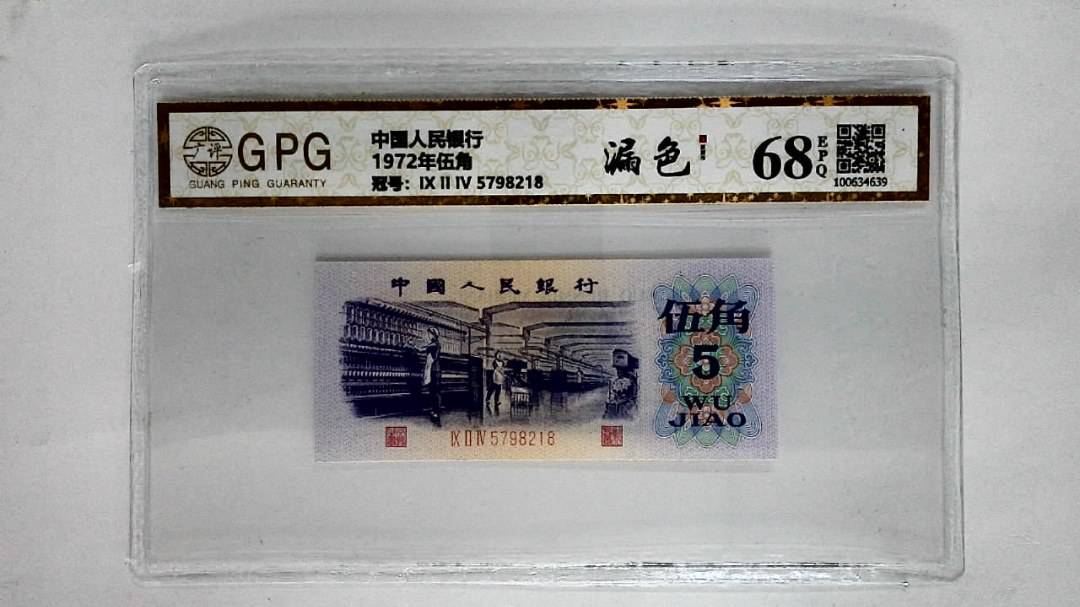 广评
GPG
GUANG PING GUARANTY
中国人民银行
1972年伍角
冠号：IX II IV 5798218
漏色
68
EPQ
100634639
中國人民銀行
伍角
5
WU
JIAO
IX II IV 5798218